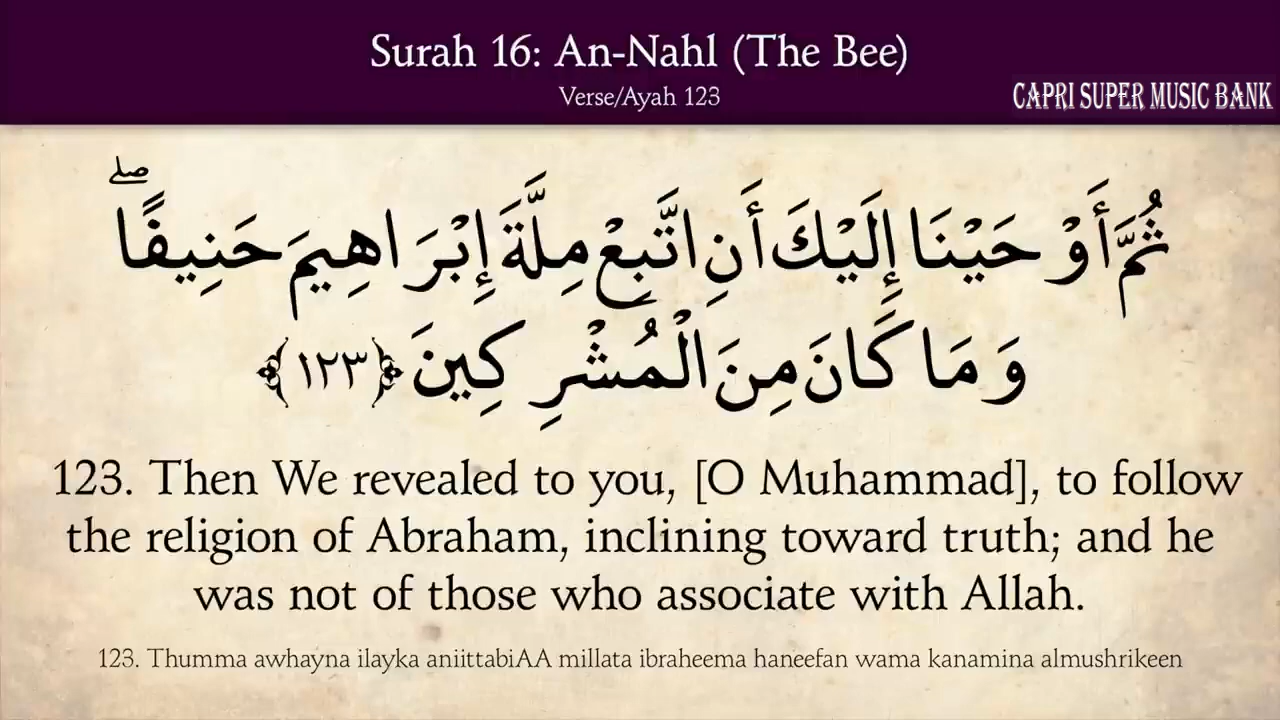 Surah 16: An-Nahl (The Bee)
Verse/Ayah 123
CAPRI SUPER MUSIC BANK
ثُمَّ أَوْحَيْنَا إِلَيْكَ أَنِ اتَّبِعْ مِلَّةَ إِبْرَاهِيمَ حَنِيفًا ۖ
وَمَا كَانَ مِنَ الْمُشْرِكِينَ ﴿١٢٣﴾
123. Then We revealed to you, [O Muhammad], to follow
the religion of Abraham, inclining toward truth; and he
was not of those who associate with Allah.
123. Thumma awhayna ilayka aniittabiAA millata ibraheema haneefan wama kanamina almushrikeen